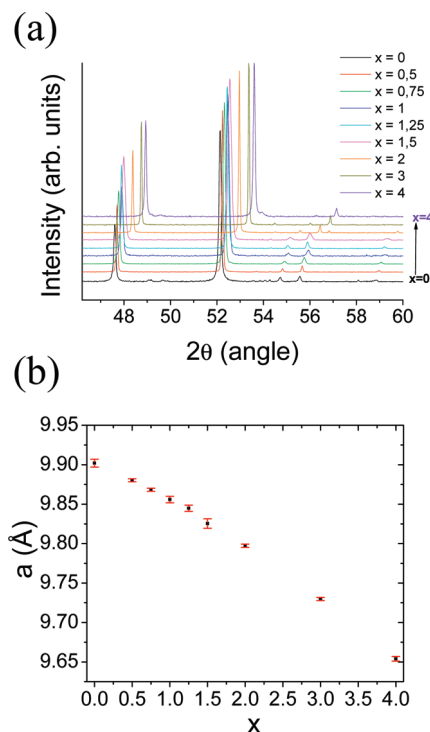 (a)
Intensity (arb. units)
x = 0
x = 0,5
x = 0,75
x = 1
x = 1,25
x = 1,5
x = 2
x = 3
x = 4
x=4
x=0
48 50 52 54 56 58 60
2θ (angle)
(b)
a (Å)
9.95
9.90
9.85
9.80
9.75
9.70
9.65
0.0 0.5 1.0 1.5 2.0 2.5 3.0 3.5 4.0
x